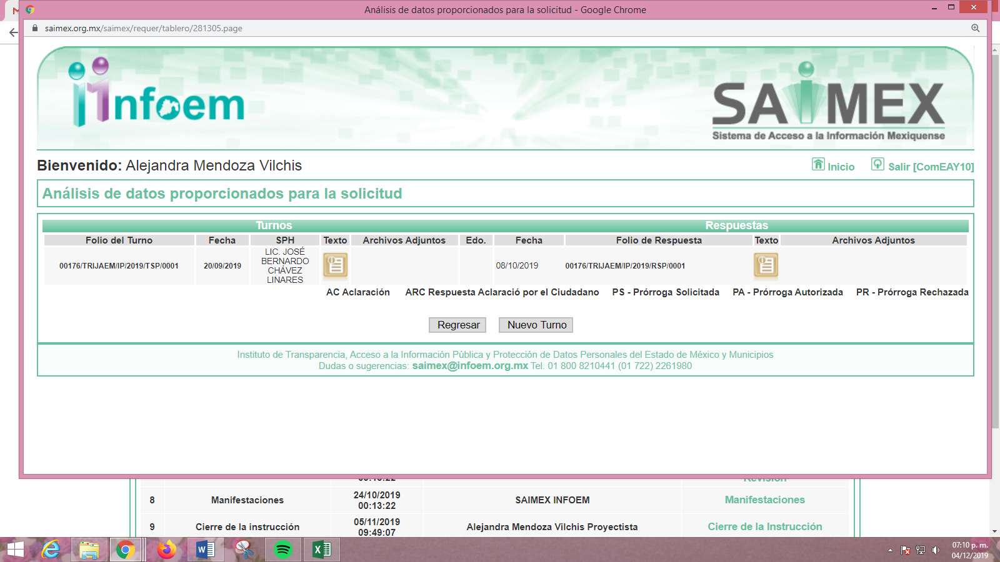 Análisis de datos proporcionados para la solicitud - Google Chrome
saimex.org.mx/saimex/requer/tablero/281305.page
infoem
SAIMEX
Sistema de Acceso a la Información Mexiquense
Bienvenido: Alejandra Mendoza Vilchis
Inicio Salir [ComEAY10]
Análisis de datos proporcionados para la solicitud
Turnos Respuestas
Folio del Turno Fecha SPH Texto Archivos Adjuntos Edo. Fecha Folio de Respuesta Texto Archivos Adjuntos
00176/TRIJAEM/IP/2019/TSP/0001 20/09/2019 LIC. JOSÉ
BERNARDO
CHÁVEZ
LINARES
08/10/2019 00176/TRIJAEM/IP/2019/RSP/0001
AC Aclaración ARC Respuesta Aclaració por el Ciudadano PS - Prórroga Solicitada PA - Prórroga Autorizada PR - Prórroga Rechazada
Regresar Nuevo Turno
Instituto de Transparencia, Acceso a la Información Pública y Protección de Datos Personales del Estado de México y Municipios
Dudas o sugerencias: saimex@infoem.org.mx Tel. 01 800 8210441 (01 722) 2261980
8 Manifestaciones 24/10/2019
00:13:22
SAIMEX INFOEM Manifestaciones
9 Cierre de la instrucción 05/11/2019
09:49:07
Alejandra Mendoza Vilchis Proyectista Cierre de la Instrucción
07:10 p. m.
04/12/2019